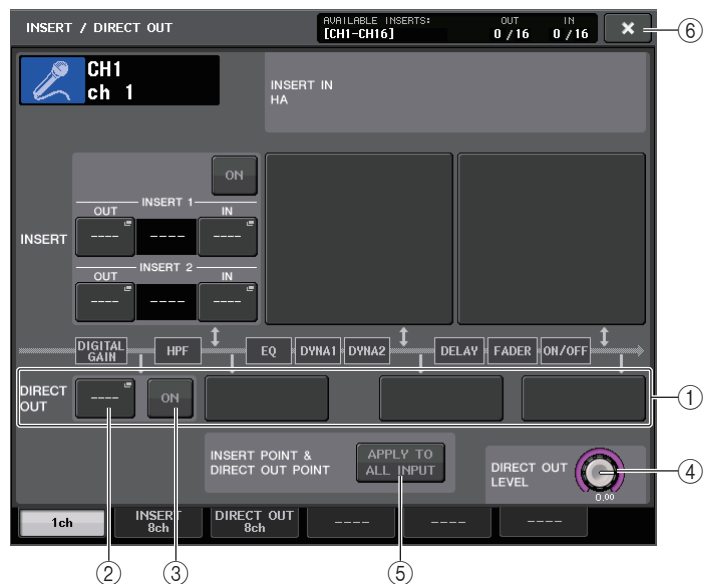 INSERT / DIRECT OUT
AVAILABLE INSERTS:
[CH1-CH16]
OUT
0 /16
IN
0 /16
×
⑥
CH1
ch 1
INSERT IN
HA
ON
INSERT 1
OUT
IN
----
----
----
INSERT
INSERT 2
OUT
IN
----
----
----
DIGITAL
GAIN
HPF
EQ
DYNA1
DYNA2
DELAY
FADER
ON/OFF
DIRECT
OUT
----
ON
①
INSERT POINT &
DIRECT OUT POINT
APPLY TO
ALL INPUT
DIRECT OUT
LEVEL
0.00
④
1ch
INSERT
8ch
DIRECT OUT
8ch
----
----
----
②
③
⑤